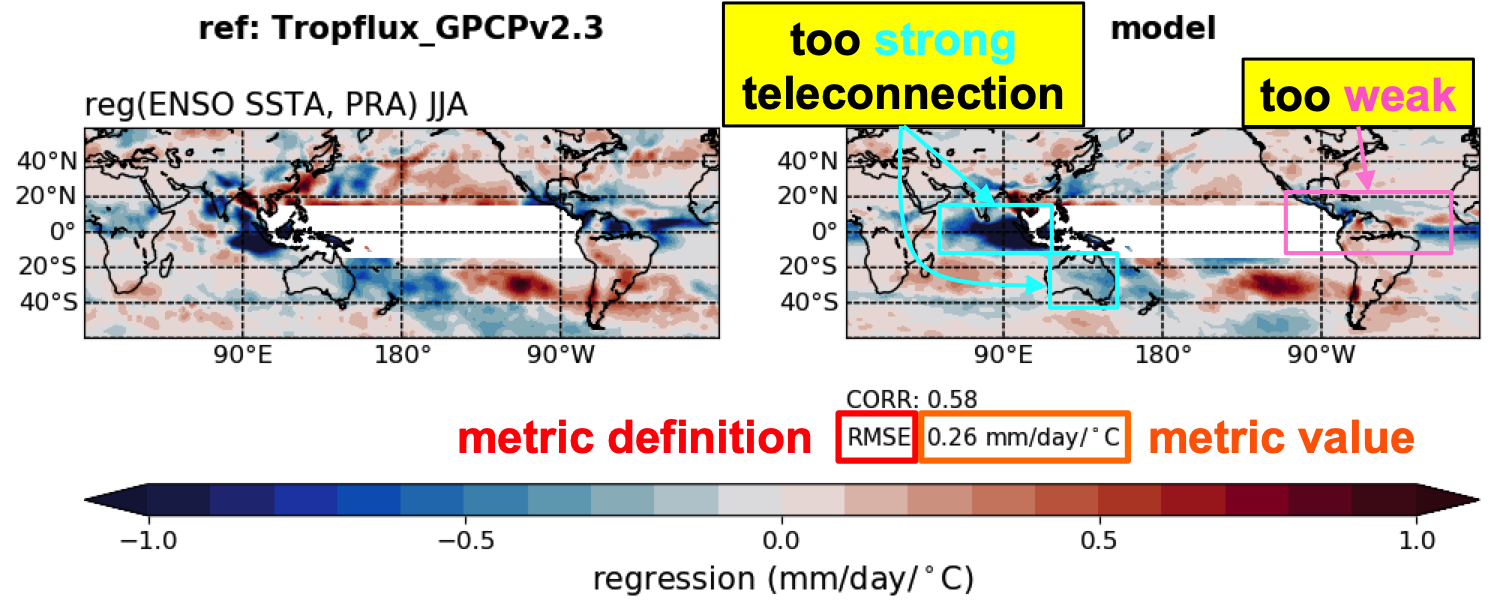 ref: Tropflux_GPCPv2.3
too strong
teleconnection
model
too weak
reg(ENSO SSTA, PRA) JJA
40°N
20°N
0°
20°S
40°S
90°E
180°
90°W
40°N
20°N
0°
20°S
40°S
90°E
180°
90°W
CORR: 0.58
metric definition
RMSE
0.26 mm/day/°C
metric value
−1.0
−0.5
0.0
0.5
1.0
regression (mm/day/°C)